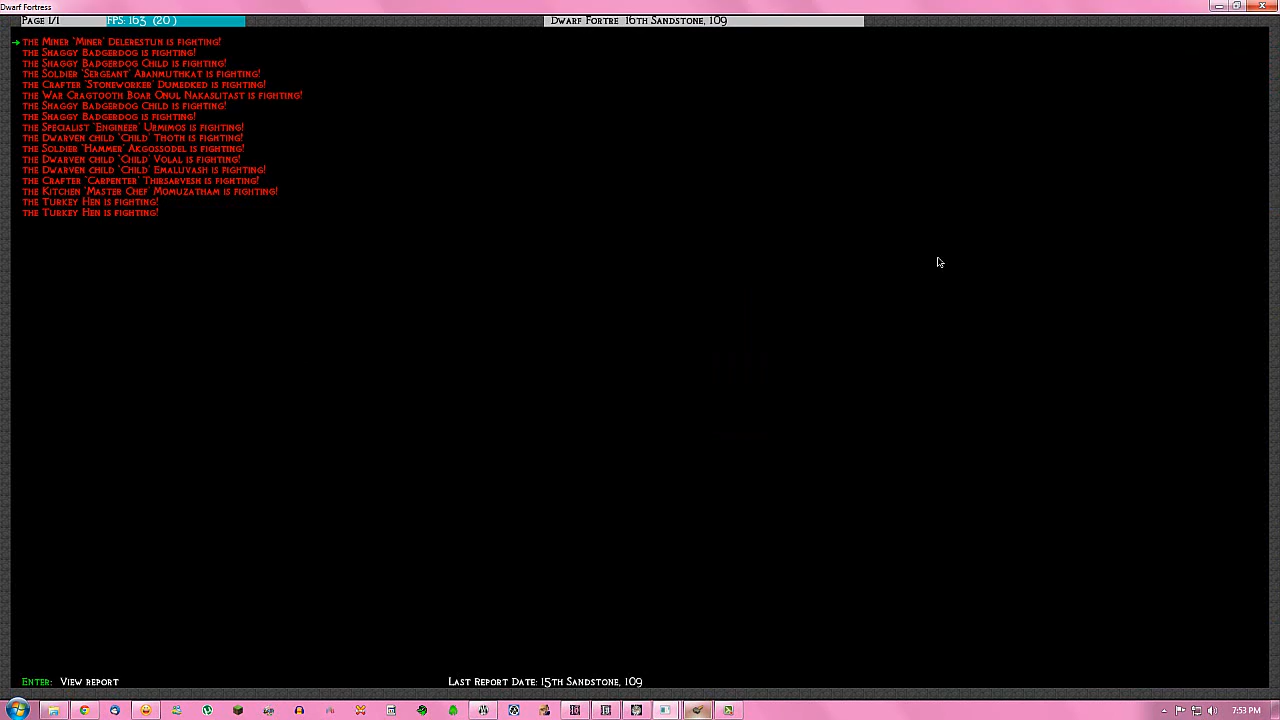 Dwarf Fortress
Page 1/1 FPS: 163 (20 ) Dwarf Fortre 16th Sandstone, 109
the Miner `Miner' Delerestun is fighting!
the Shaggy Badgerdog is fighting!
the Shaggy Badgerdog Child is fighting!
the Soldier `Sergeant' Abanmuthkat is fighting!
the Crafter `Stoneworker' Dumedked is fighting!
the War Cragtooth Boar Onul Nakaslitast is fighting!
the Shaggy Badgerdog Child is fighting!
the Shaggy Badgerdog is fighting!
the Specialist `Engineer' Urmimos is fighting!
the Dwarven child `Child' Thoth is fighting!
the Soldier `Hammer' Akgossodel is fighting!
the Dwarven child `Child' Volal is fighting!
the Dwarven child `Child' Emaluvash is fighting!
the Crafter `Carpenter' Thirsarvesh is fighting!
the Kitchen `Master Chef' Momuzatham is fighting!
the Turkey Hen is fighting!
the Turkey Hen is fighting!
Enter: View report Last Report Date: 15th Sandstone, 109
7:53 PM